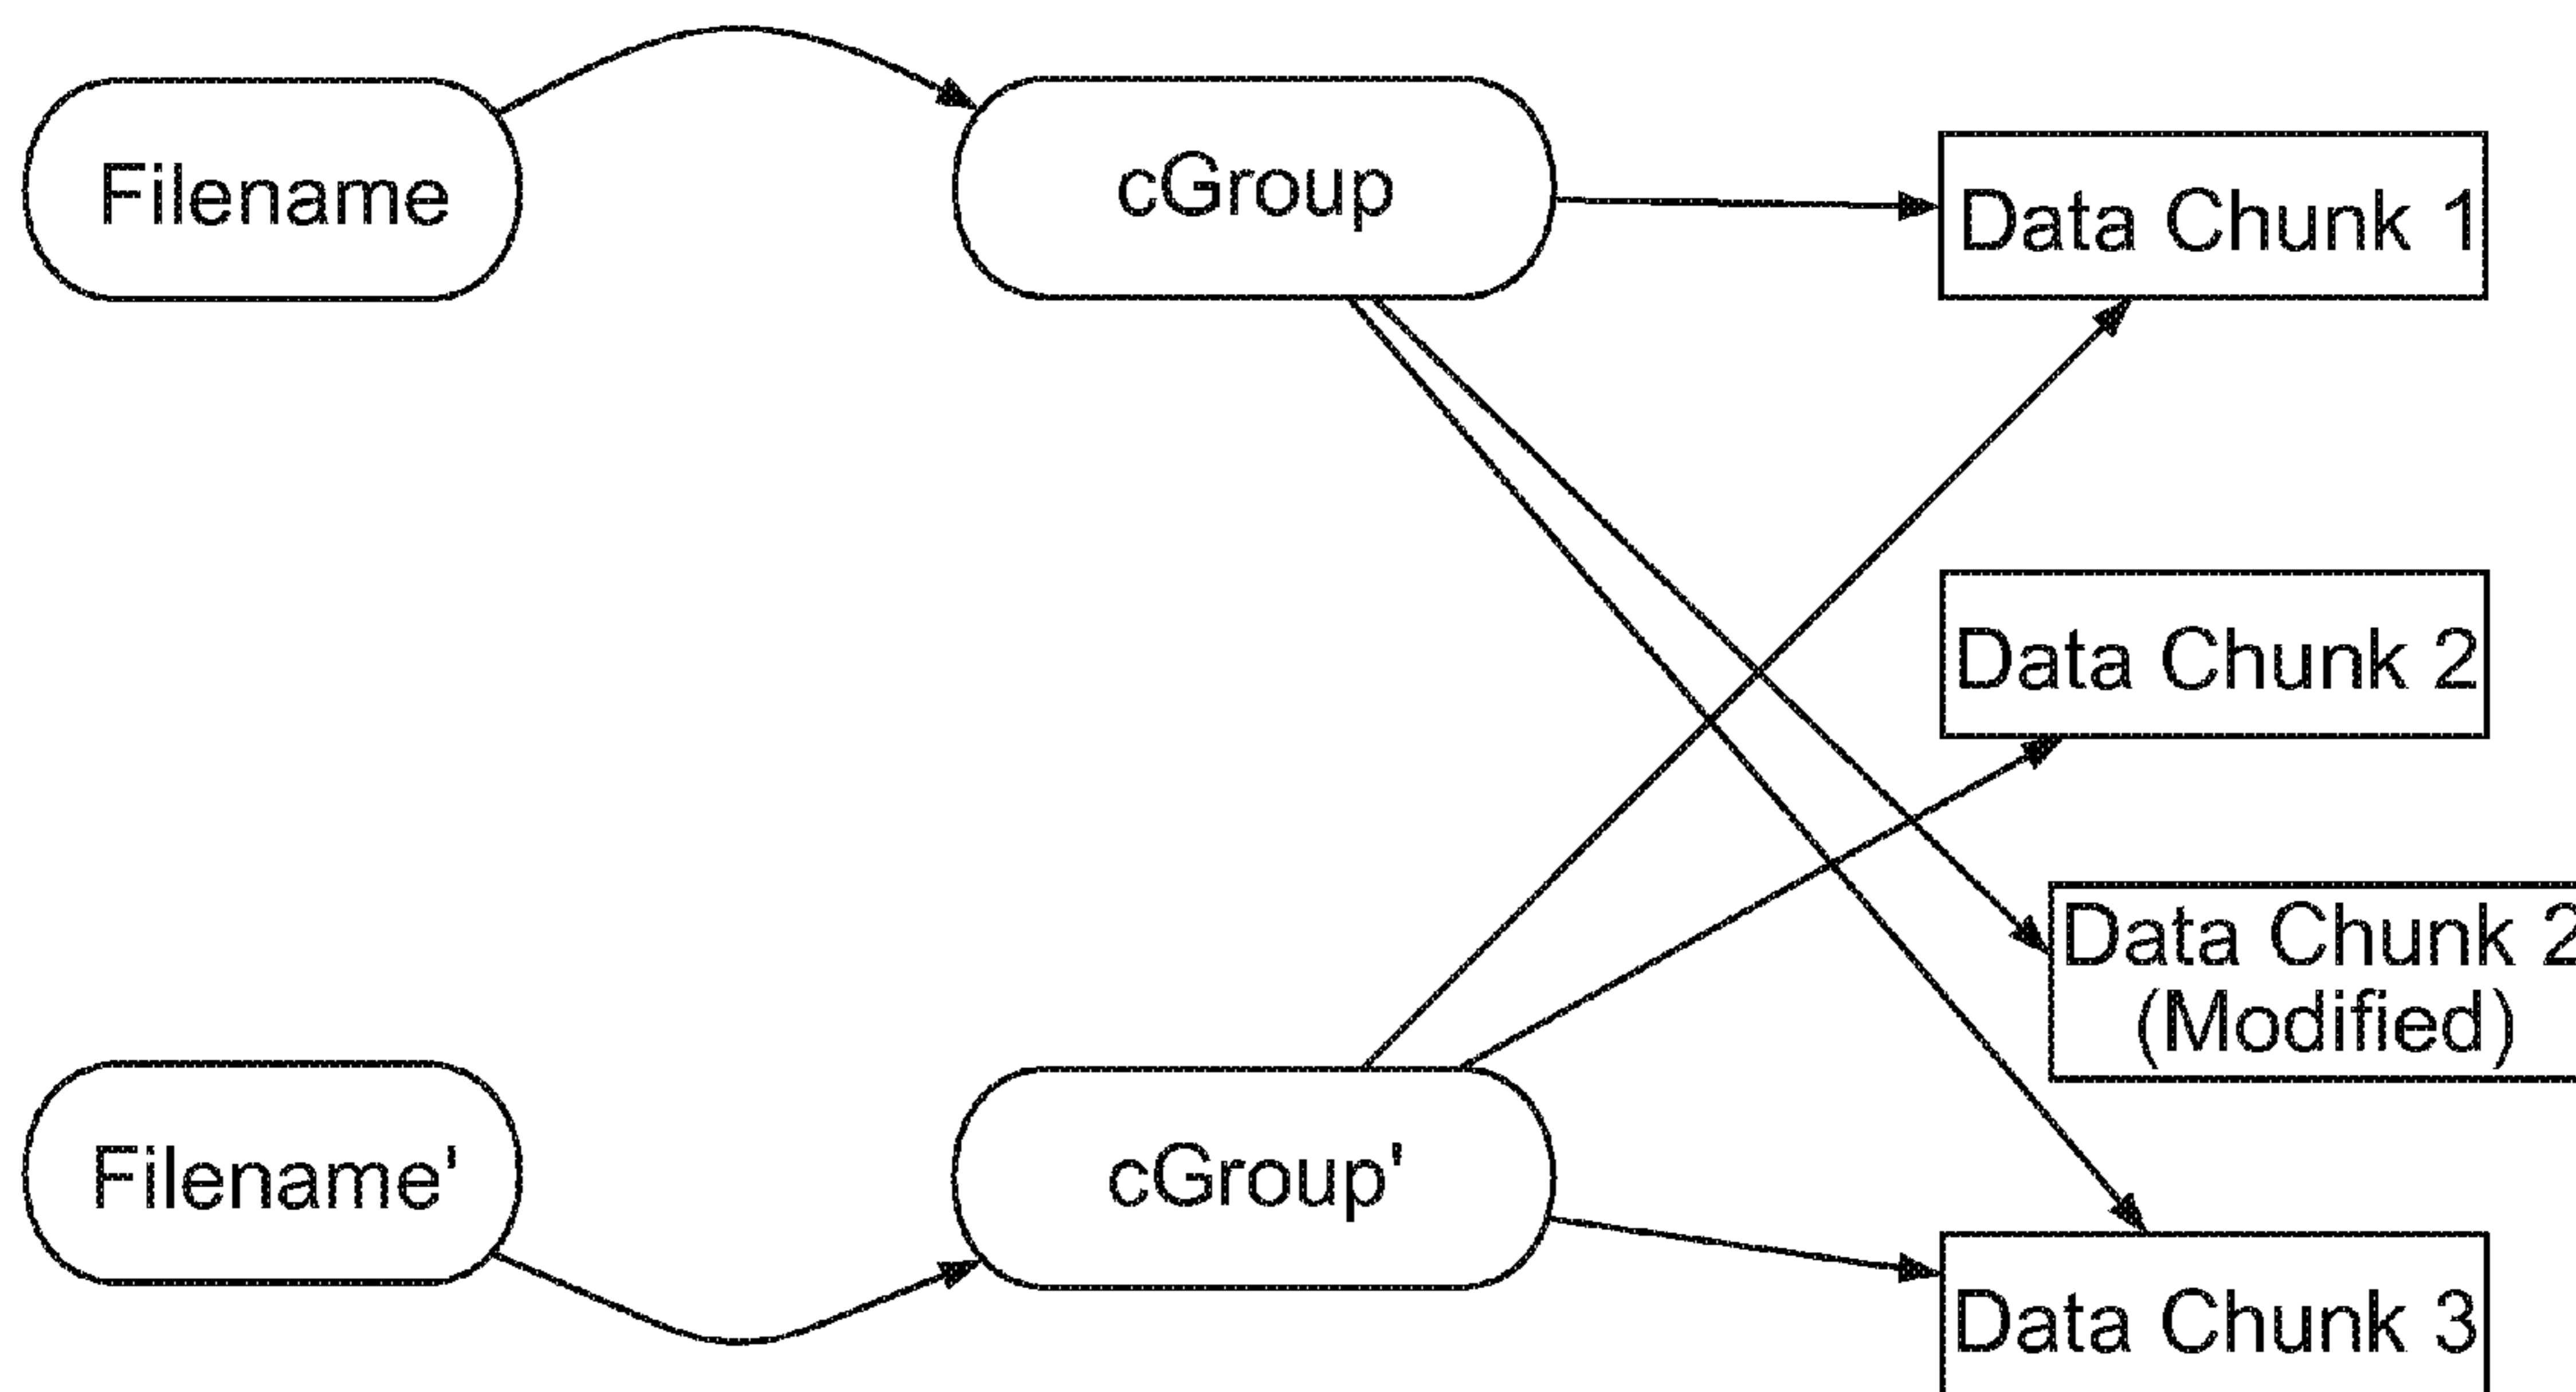 Filename
cGroup
Data Chunk 1
Data Chunk 2
Data Chunk 2
(Modified)
Filename'
cGroup'
Data Chunk 3